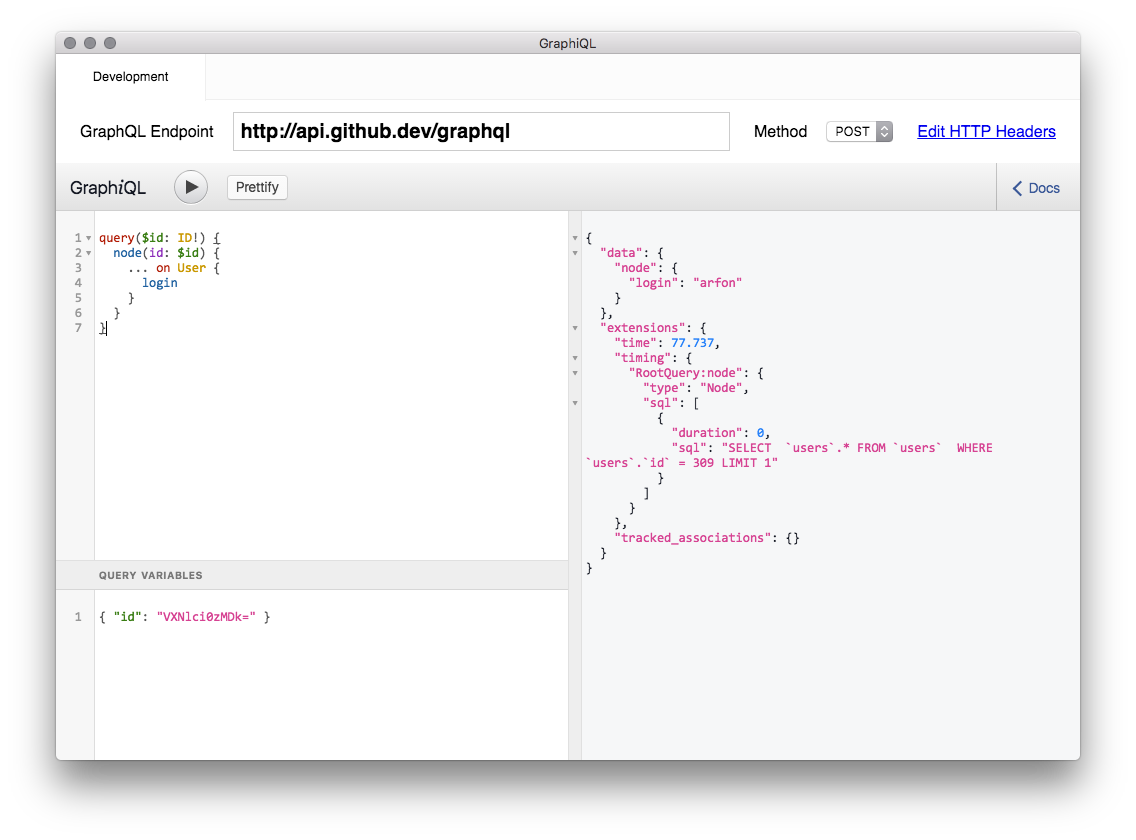 GraphiQL
Development
GraphQL Endpoint http://api.github.dev/graphql Method POST Edit HTTP Headers
GraphiQL Prettify Docs
1 query($id: ID!) {
2   node(id: $id) {
3     ... on User {
4       login
5     }
6   }
7 }
QUERY VARIABLES
1 { "id": "VXNlci0zMDk=" }
{
  "data": {
    "node": {
      "login": "arfon"
    }
  },
  "extensions": {
    "time": 77.737,
    "timing": {
      "RootQuery:node": {
        "type": "Node",
        "sql": [
          {
            "duration": 0,
            "sql": "SELECT  `users`.* FROM `users`  WHERE
`users`.`id` = 309 LIMIT 1"
          }
        ]
      }
    },
    "tracked_associations": {}
  }
}